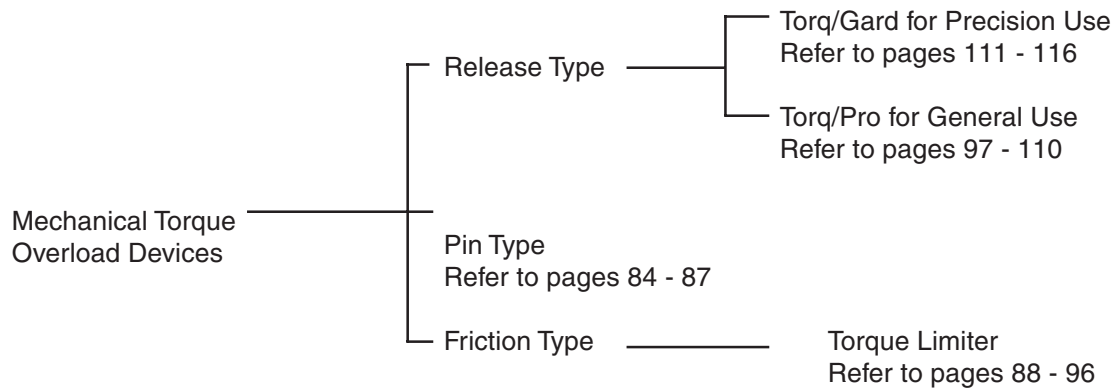 Mechanical Torque
Overload Devices
Release Type
Torq/Gard for Precision Use
Refer to pages 111 - 116
Torq/Pro for General Use
Refer to pages 97 - 110
Pin Type
Refer to pages 84 - 87
Friction Type
Torque Limiter
Refer to pages 88 - 96